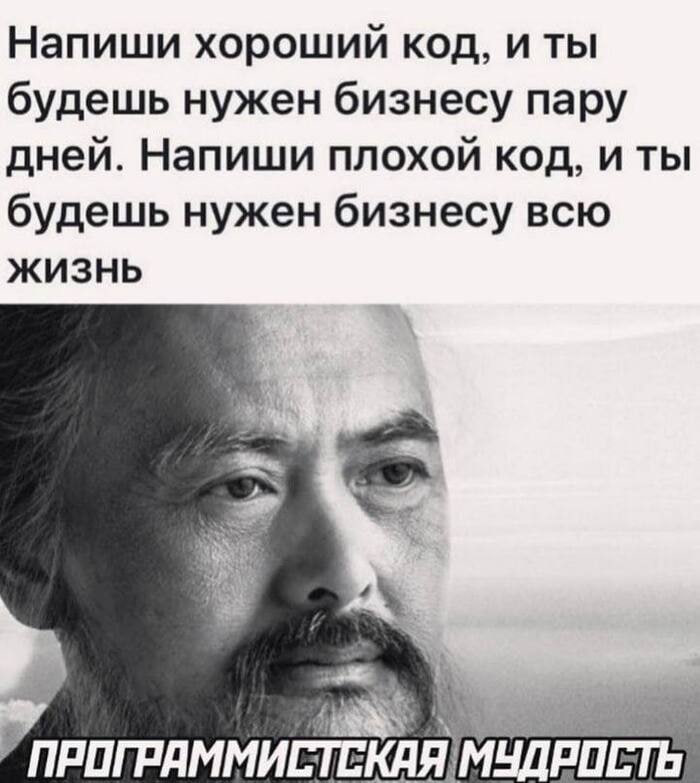 Напиши хороший код, и ты
будешь нужен бизнесу пару
дней. Напиши плохой код, и ты
будешь нужен бизнесу всю
жизнь
ПРОГРАММИСТСКАЯ МУДРОСТЬ